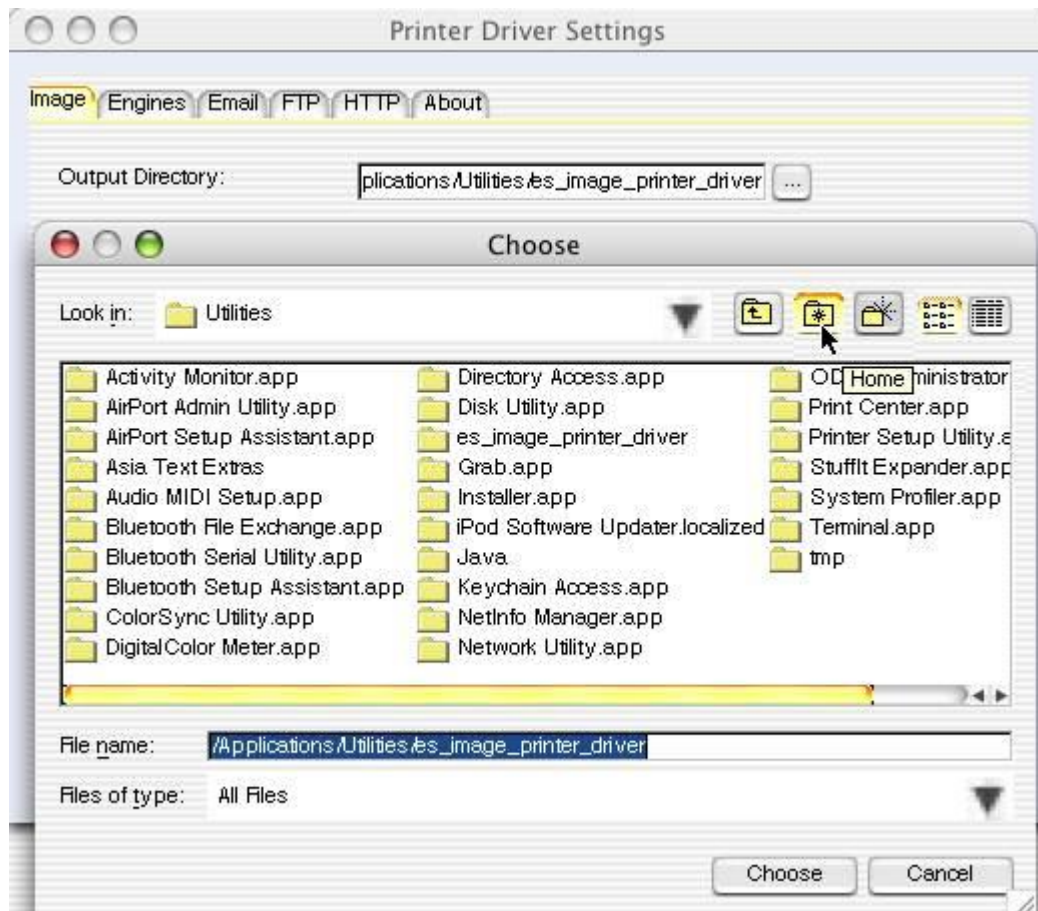 Printer Driver Settings
Image Engines Email FTP HTTP About
Output Directory: plications/Utilities/es_image_printer_driver ...
Choose
Look in: Utilities
Activity Monitor.app Directory Access.app OD Home ministrator
AirPort Admin Utility.app Disk Utility.app Print Center.app
AirPort Setup Assistant.app es_image_printer_driver Printer Setup Utility.a
Asia Text Extras Grab.app StuffIt Expander.app
Audio MIDI Setup.app Installer.app System Profiler.app
Bluetooth File Exchange.app iPod Software Updater.localized Terminal.app
Bluetooth Serial Utility.app Java tmp
Bluetooth Setup Assistant.app Keychain Access.app
ColorSync Utility.app NetInfo Manager.app
DigitalColor Meter.app Network Utility.app
File name: /Applications/Utilities/es_image_printer_driver
Files of type: All Files
Choose Cancel